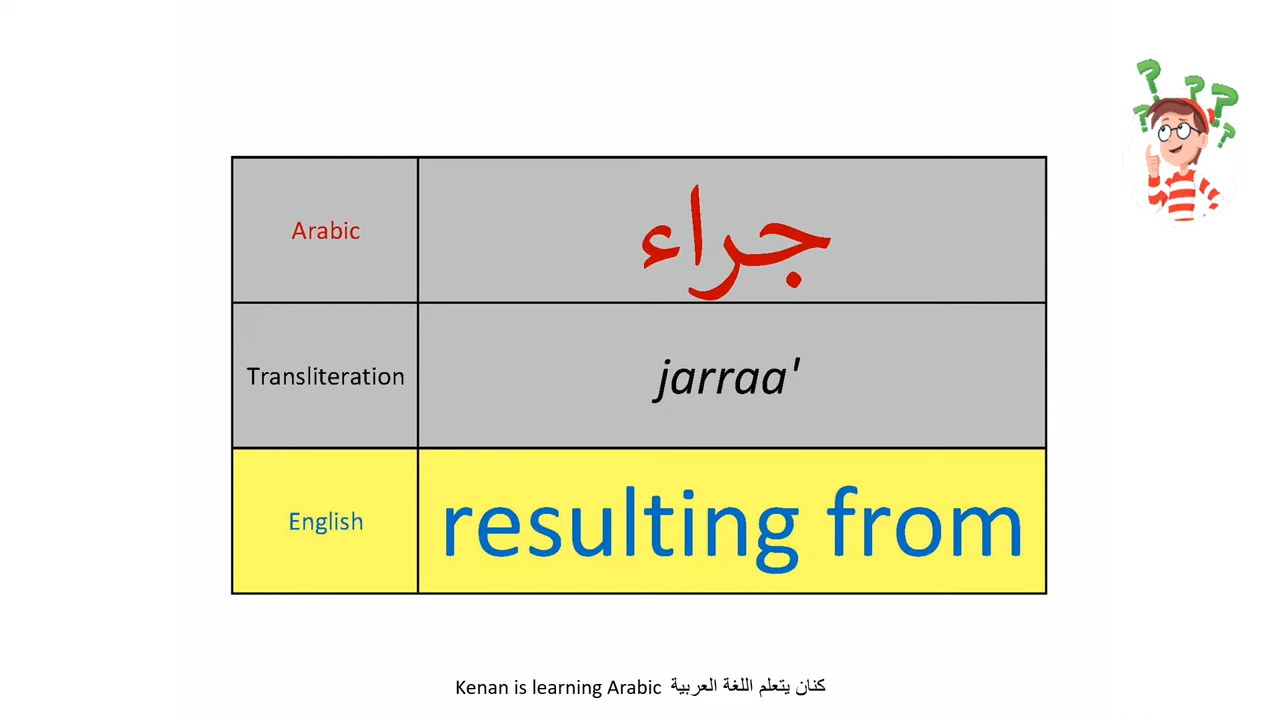 Arabic جراء
Transliteration jarraa'
English resulting from
Kenan is learning Arabic كنان يتعلم اللغة العربية